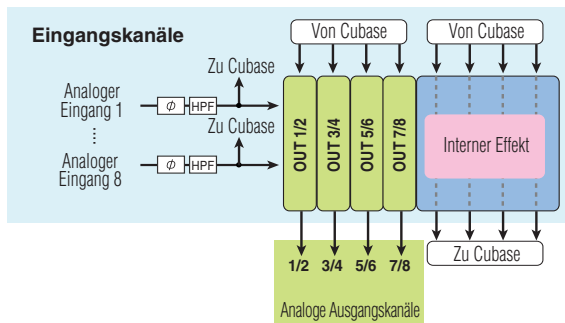 Eingangskanäle
Von Cubase
Von Cubase
Zu Cubase
Analoger
Eingang 1
ϕ
HPF
Zu Cubase
Analoger
Eingang 8
ϕ
HPF
OUT 1/2
OUT 3/4
OUT 5/6
OUT 7/8
Interner Effekt
Zu Cubase
1/2
3/4
5/6
7/8
Analoge Ausgangskanäle